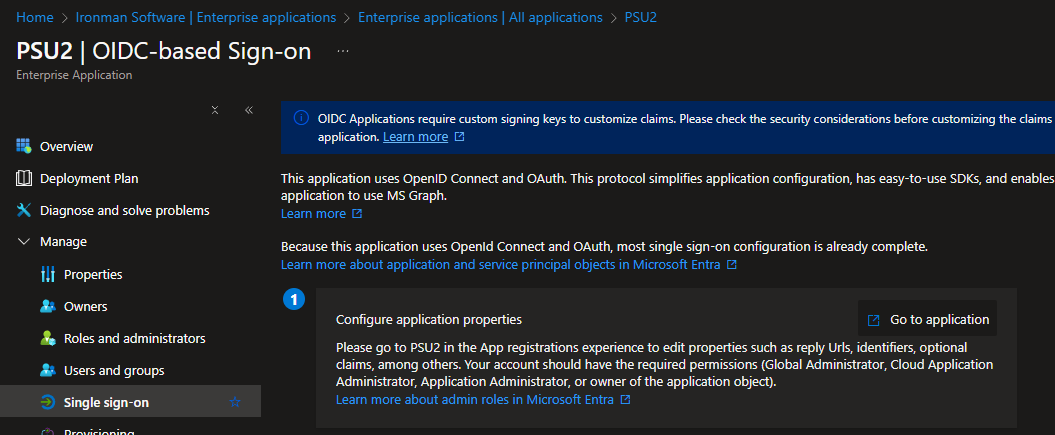 Home > Ironman Software | Enterprise applications > Enterprise applications | All applications > PSU2
PSU2 | OIDC-based Sign-on ...
Enterprise Application
OIDC Applications require custom signing keys to customize claims. Please check the security considerations before customizing the claims
application. Learn more
Overview
Deployment Plan
Diagnose and solve problems
Manage
Properties
Owners
Roles and administrators
Users and groups
Single sign-on
Provisioning
This application uses OpenID Connect and OAuth. This protocol simplifies application configuration, has easy-to-use SDKs, and enables
application to use MS Graph.
Learn more
Because this application uses OpenId Connect and OAuth, most single sign-on configuration is already complete.
Learn more about application and service principal objects in Microsoft Entra
1
Configure application properties
Go to application
Please go to PSU2 in the App registrations experience to edit properties such as reply Urls, identifiers, optional
claims, among others. Your account should have the required permissions (Global Administrator, Cloud Application
Administrator, Application Administrator, or owner of the application object).
Learn more about admin roles in Microsoft Entra